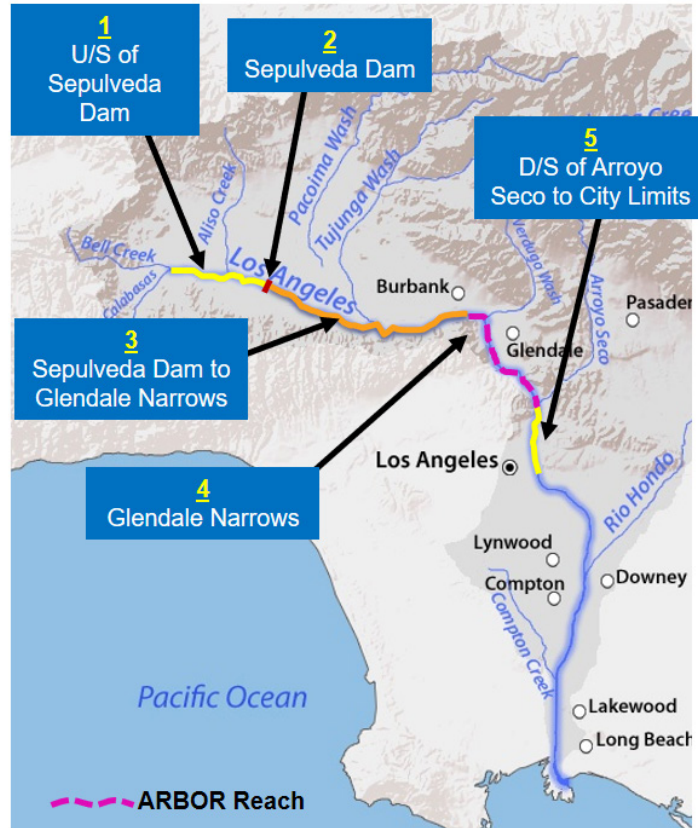 1
U/S of
Sepulveda
Dam
2
Sepulveda Dam
5
D/S of Arroyo
Seco to City Limits
Pacoima Wash
Tujunga Wash
Aliso Creek
Bell Creek
Calabasas
Los Angeles
Burbank
Verdugo Wash
Arroyo Seco
Pasaden
Glendale
3
Sepulveda Dam to
Glendale Narrows
4
Glendale Narrows
Los Angeles
Rio Hondo
Lynwood
Compton
Downey
Compton Creek
Pacific Ocean
Lakewood
Long Beach
ARBOR Reach